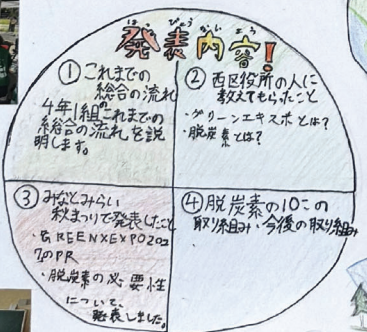 はっぴょうないよう
発表内容!
①これまでの
総合の流れ
4年1組のこれまでの
総合の流れを説
明します。
②西区役所の人に
教えてもらったこと
・グリーンエキスポとは?
・脱炭素とは?
③みなとみらい
秋まつりで発表したこと
・GREEN×EXPO202
7のPR
・脱炭素の必要性
について、
発表しました。
④脱炭素の10この
取り組み・今後の取り組み